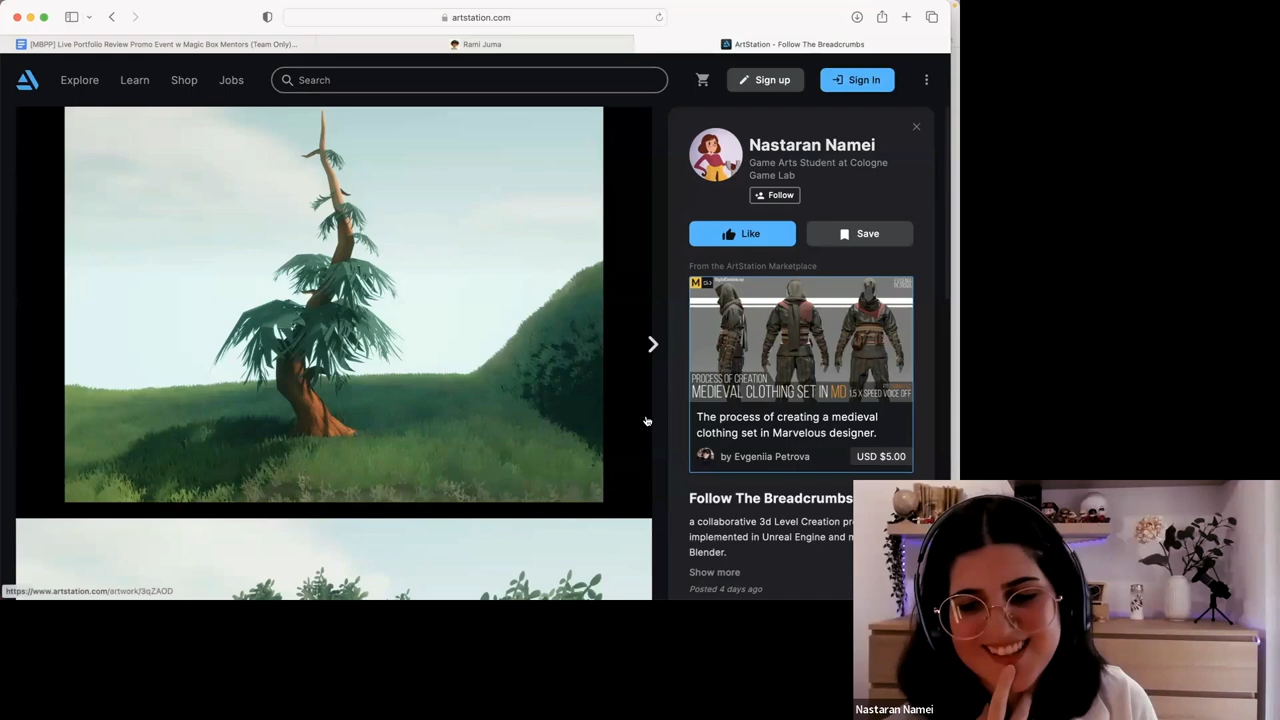 artstation.com
[MBPP] Live Portfolio Review Promo Event w Magic Box Mentors (Team Only)...
Rami Juma
ArtStation - Follow The Breadcrumbs
Explore
Learn
Shop
Jobs
Search
Sign up
Sign In
Nastaran Namei
Game Arts Student at Cologne
Game Lab
Follow
Like
Save
From the ArtStation Marketplace
PROCESS OF CREATION
MEDIEVAL CLOTHING SET IN MD
1.5 X SPEED VOICE OFF
The process of creating a medieval
clothing set in Marvelous designer.
by Evgeniia Petrova
USD $5.00
Follow The Breadcrumbs
a collaborative 3d Level Creation pr
implemented in Unreal Engine and m
Blender.
Show more
Posted 4 days ago
https://www.artstation.com/artwork/3qZAOD
Nastaran Namei